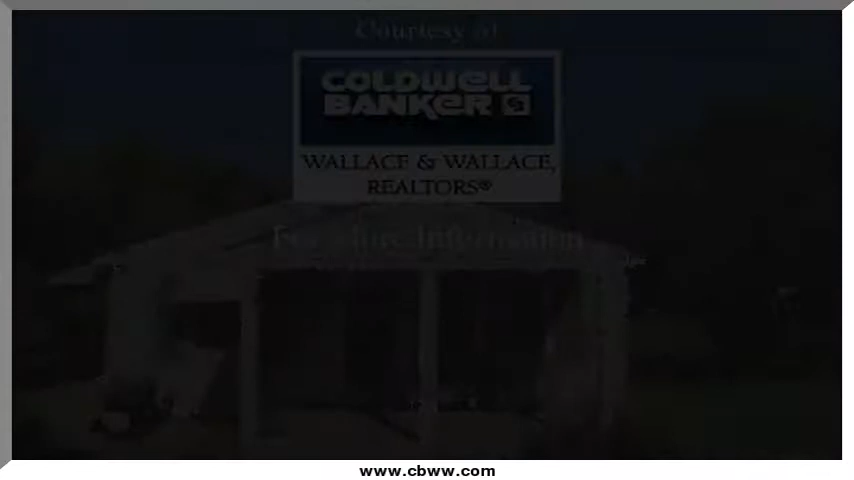 Courtesy of
COLDWELL
BANKER
WALLACE & WALLACE,
REALTORS®
For More Information
www.cbww.com